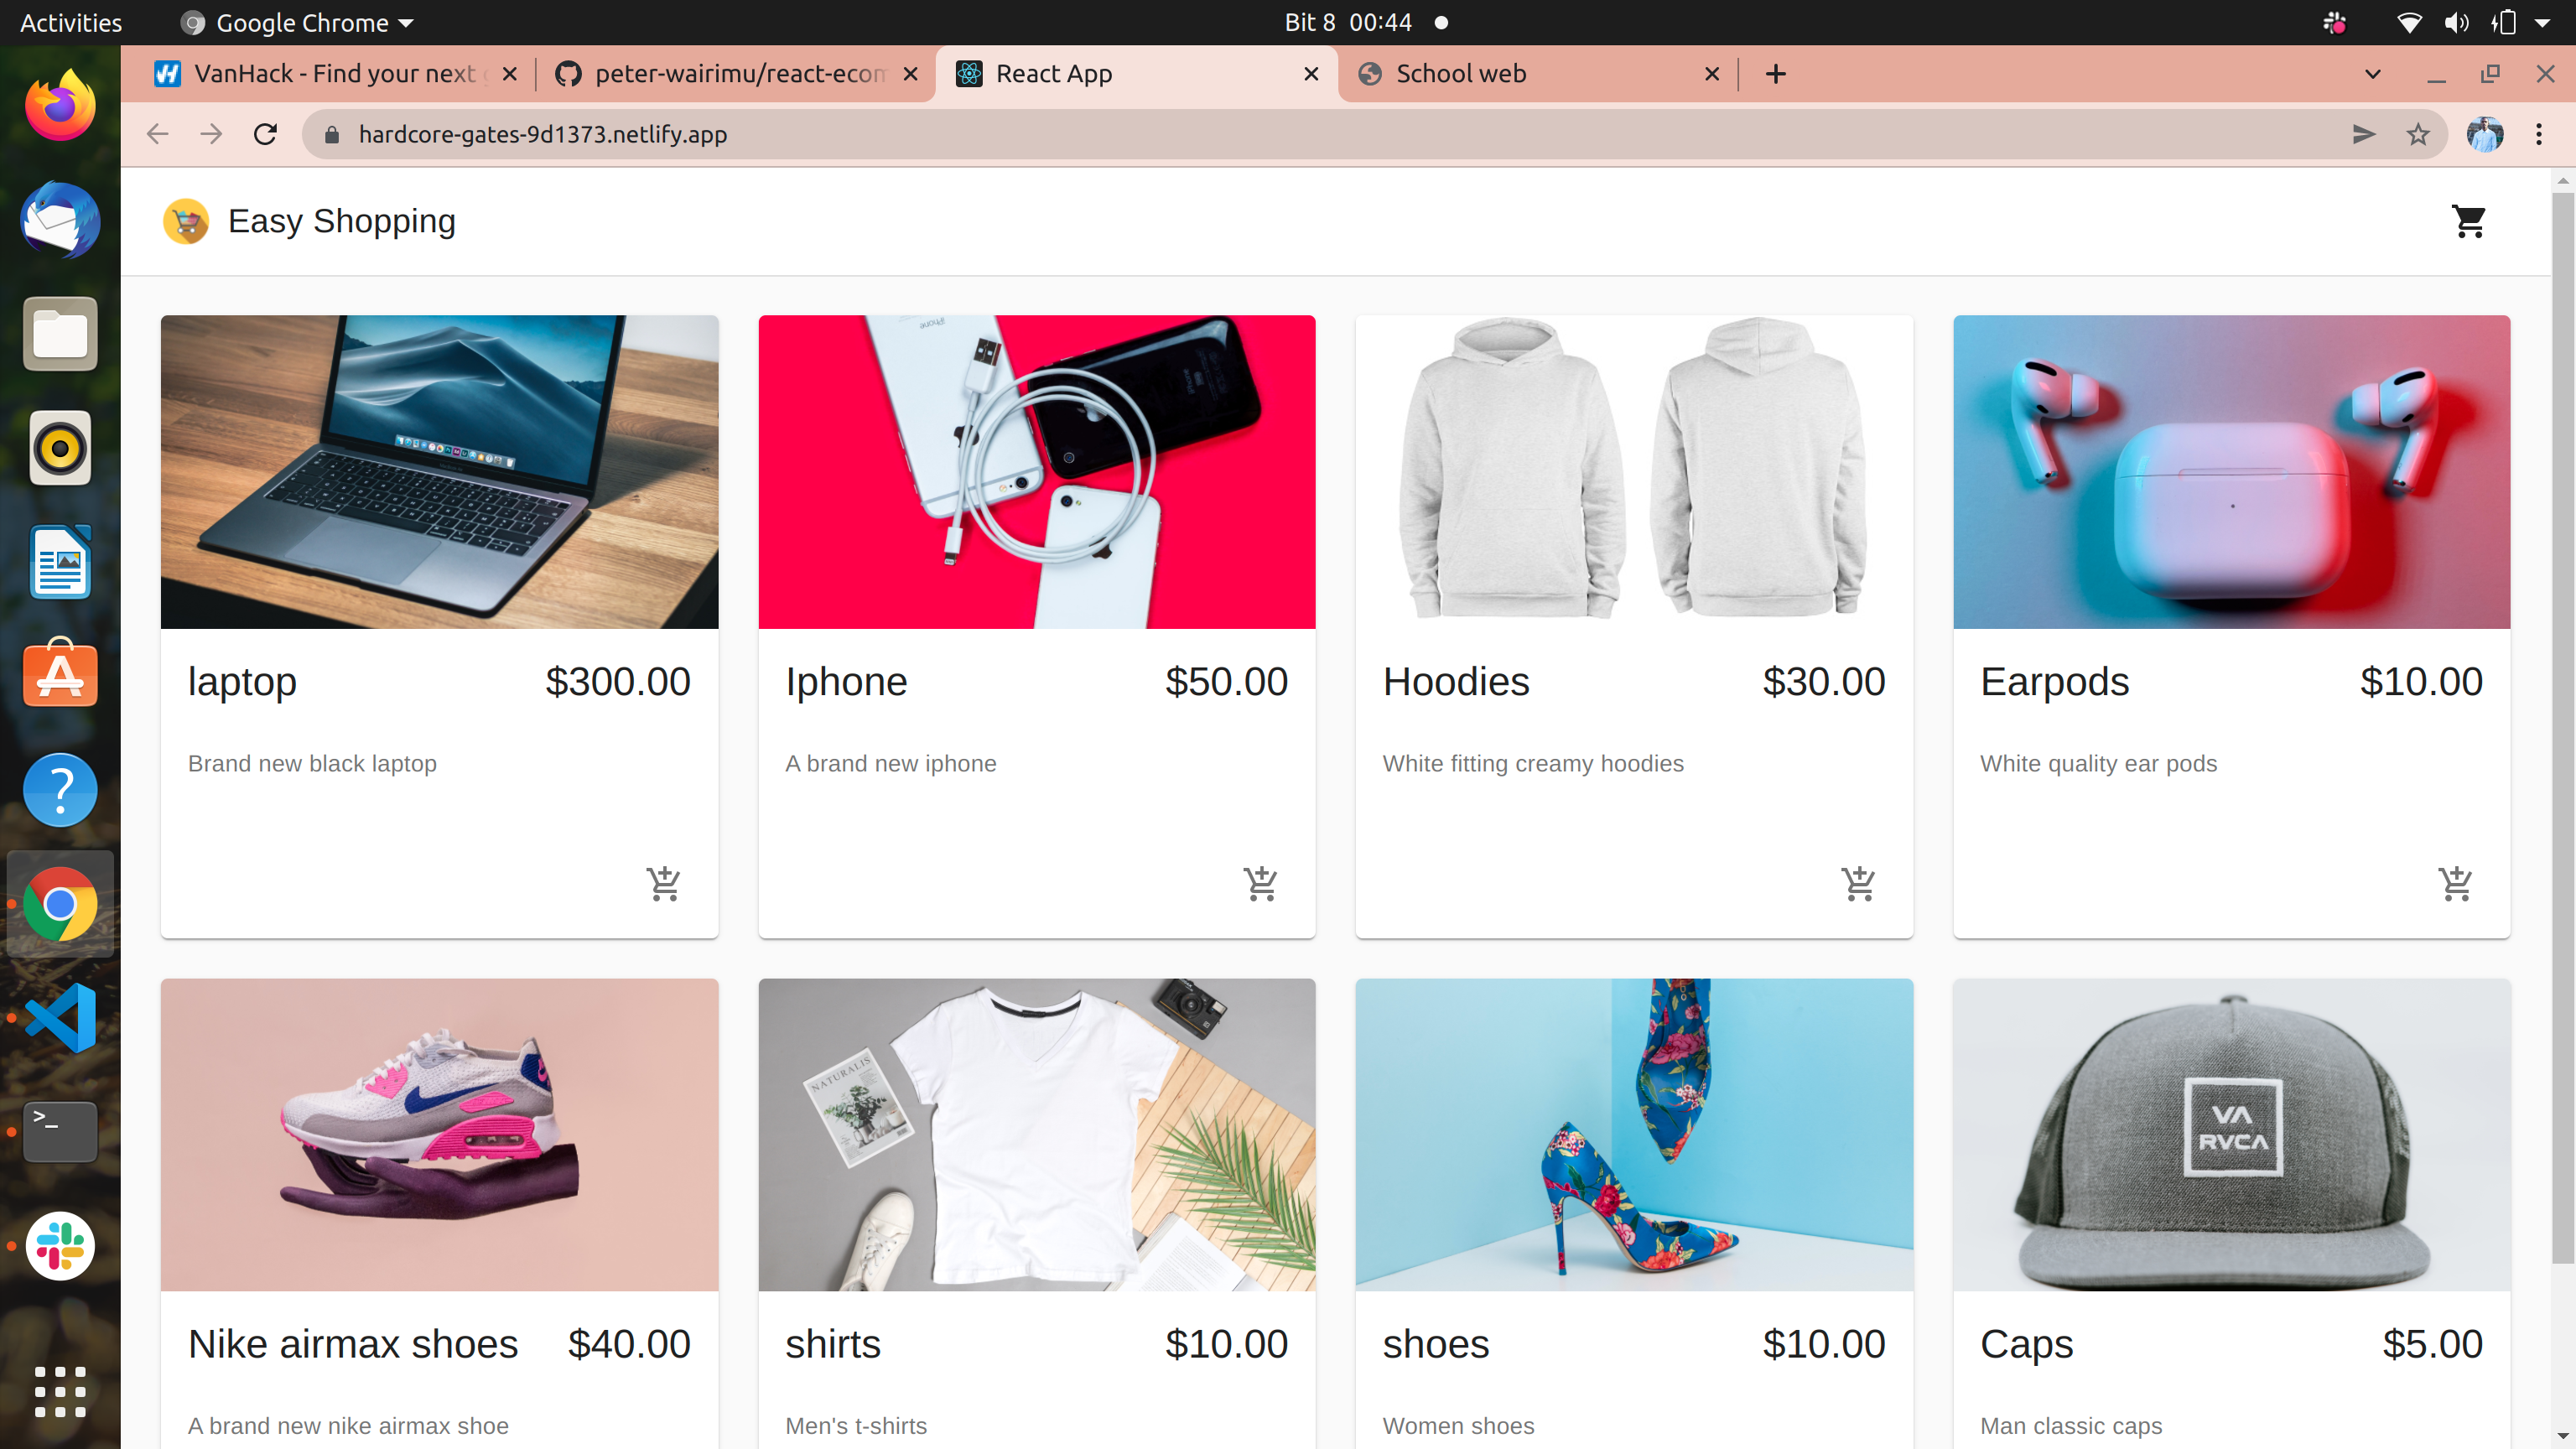 Activities
Google Chrome
Bit 8 00:44
VanHack - Find your next
peter-wairimu/react-ecom
React App
School web
hardcore-gates-9d1373.netlify.app
Easy Shopping
iPhone
laptop $300.00
Iphone $50.00
Hoodies $30.00
Earpods $10.00
Brand new black laptop
A brand new iphone
White fitting creamy hoodies
White quality ear pods
NATURALIS
VA
RVCA
Nike airmax shoes $40.00
shirts $10.00
shoes $10.00
Caps $5.00
A brand new nike airmax shoe
Men's t-shirts
Women shoes
Man classic caps